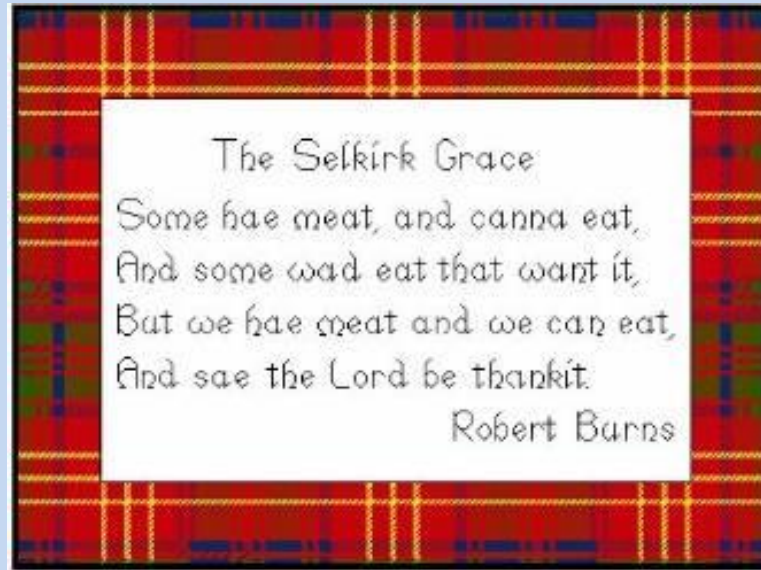 The Selkirk Grace
Some hae meat, and canna eat,
And some wad eat that want it,
But we hae meat and we can eat,
And sae the Lord be thankit.
Robert Burns